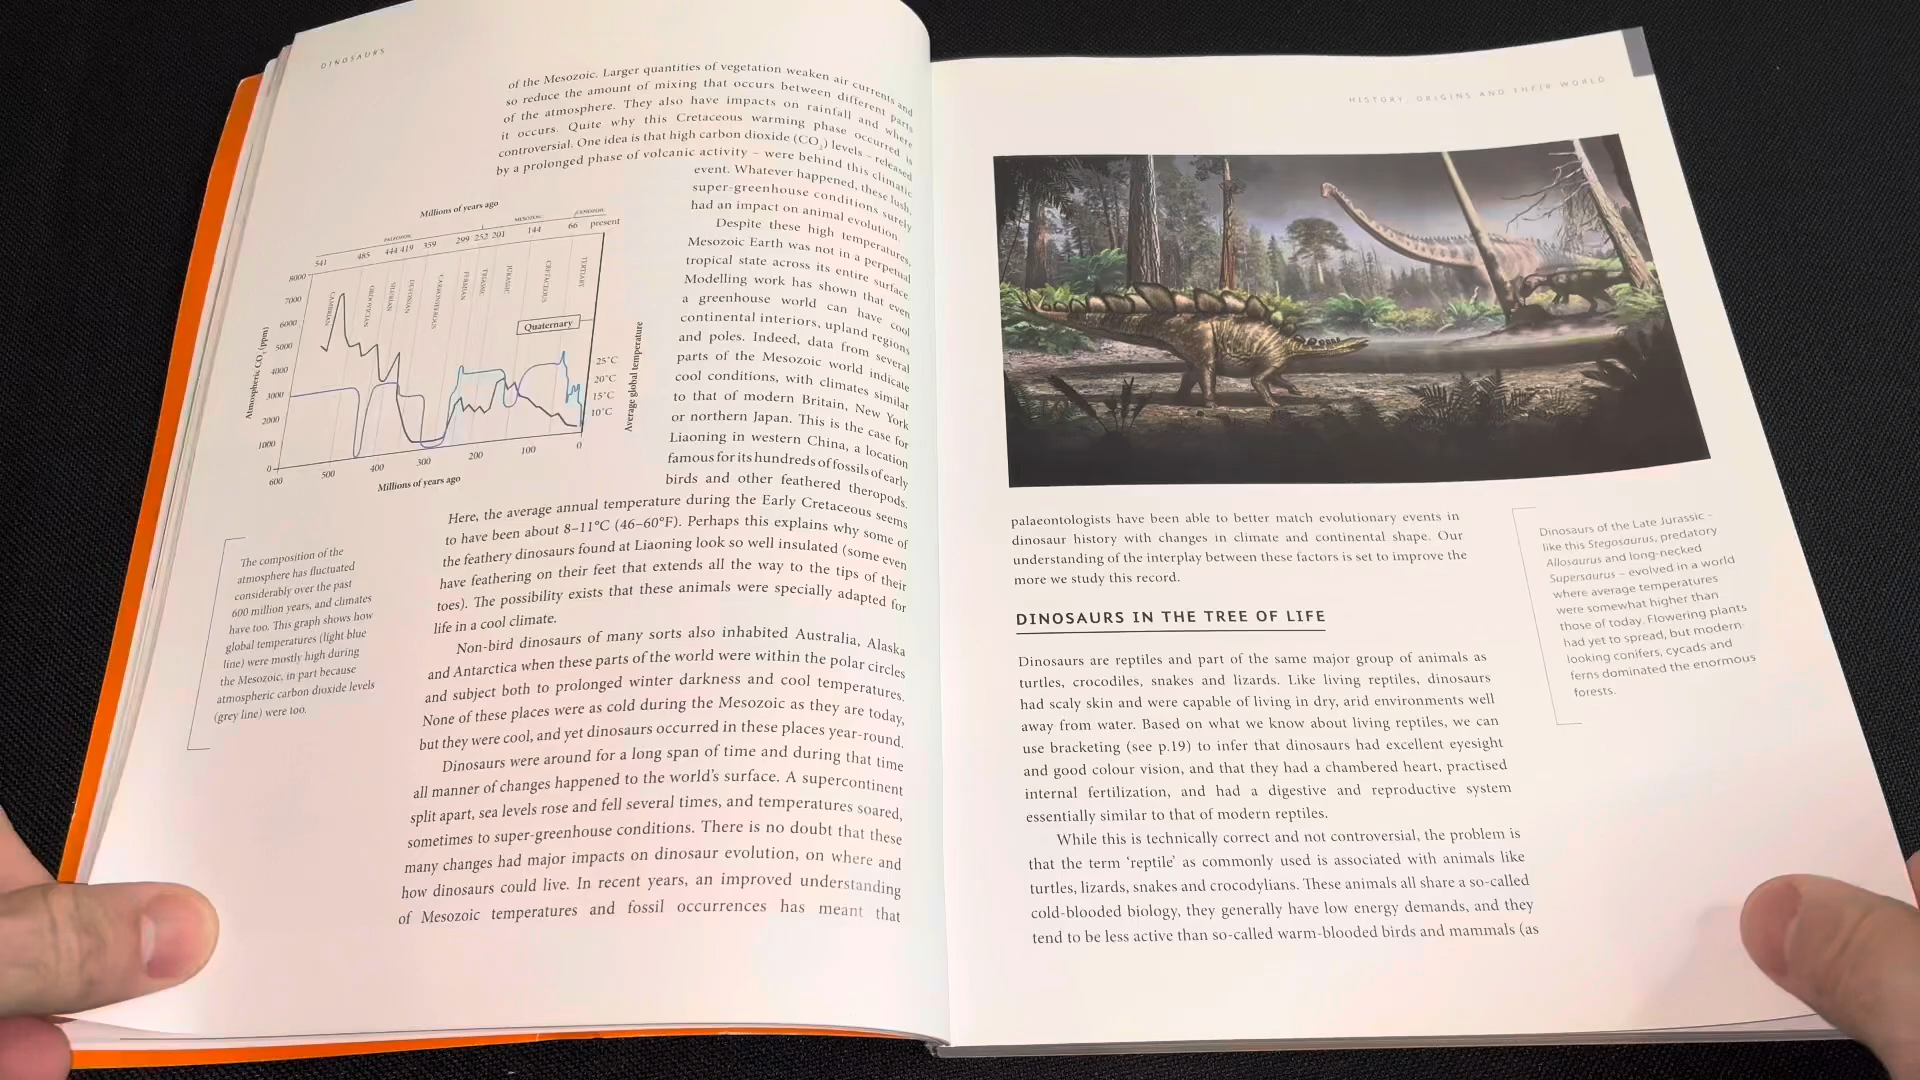 DINOSAURS
of the Mesozoic. Larger quantities of vegetation weaken air currents and
so reduce the amount of mixing that occurs between different parts
of the atmosphere. They also have impacts on rainfall and where
it occurs. Quite why this Cretaceous warming phase occurred is
controversial. One idea is that high carbon dioxide (CO₂) levels – released
by a prolonged phase of volcanic activity – were behind this climatic
event. Whatever happened, these lush,
super-greenhouse conditions surely
had an impact on animal evolution.
Despite these high temperatures,
Mesozoic Earth was not in a perpetual
tropical state across its entire surface.
Modelling work has shown that even
a greenhouse world can have cool
continental interiors, upland regions
and poles. Indeed, data from several
parts of the Mesozoic world indicate
cool conditions, with climates similar
to that of modern Britain, New York
or northern Japan. This is the case for
Liaoning in western China, a location
famous for its hundreds of fossils of early
birds and other feathered theropods.
Here, the average annual temperature during the Early Cretaceous seems
to have been about 8–11°C (46–60°F). Perhaps this explains why some of
the feathery dinosaurs found at Liaoning look so well insulated (some even
have feathering on their feet that extends all the way to the tips of their
toes). The possibility exists that these animals were specially adapted for
life in a cool climate.
Non-bird dinosaurs of many sorts also inhabited Australia, Alaska
and Antarctica when these parts of the world were within the polar circles
and subject both to prolonged winter darkness and cool temperatures.
None of these places were as cold during the Mesozoic as they are today,
but they were cool, and yet dinosaurs occurred in these places year-round.
Dinosaurs were around for a long span of time and during that time
all manner of changes happened to the world's surface. A supercontinent
split apart, sea levels rose and fell several times, and temperatures soared,
sometimes to super-greenhouse conditions. There is no doubt that these
many changes had major impacts on dinosaur evolution, on where and
how dinosaurs could live. In recent years, an improved understanding
of Mesozoic temperatures and fossil occurrences has meant that
Millions of years ago
PALAEOZOIC MESOZOIC CENOZOIC
541 485 444 419 359 299 252 201 144 66 present
CAMBRIAN
ORDOVICIAN
SILURIAN
DEVONIAN
CARBONIFEROUS
PERMIAN
TRIASSIC
JURASSIC
CRETACEOUS
TERTIARY
Quaternary
Atmospheric CO₂ (ppm)
8000
7000
6000
5000
4000
3000
2000
1000
0
25°C
20°C
15°C
10°C
Average global temperature
600 500 400 300 200 100 0
Millions of years ago
The composition of the
atmosphere has fluctuated
considerably over the past
600 million years, and climates
have too. This graph shows how
global temperatures (light blue
line) were mostly high during
the Mesozoic, in part because
atmospheric carbon dioxide levels
(grey line) were too.
HISTORY, ORIGINS AND THEIR WORLD
palaeontologists have been able to better match evolutionary events in
dinosaur history with changes in climate and continental shape. Our
understanding of the interplay between these factors is set to improve the
more we study this record.
DINOSAURS IN THE TREE OF LIFE
Dinosaurs are reptiles and part of the same major group of animals as
turtles, crocodiles, snakes and lizards. Like living reptiles, dinosaurs
had scaly skin and were capable of living in dry, arid environments well
away from water. Based on what we know about living reptiles, we can
use bracketing (see p.19) to infer that dinosaurs had excellent eyesight
and good colour vision, and that they had a chambered heart, practised
internal fertilization, and had a digestive and reproductive system
essentially similar to that of modern reptiles.
While this is technically correct and not controversial, the problem is
that the term ‘reptile’ as commonly used is associated with animals like
turtles, lizards, snakes and crocodylians. These animals all share a so-called
cold-blooded biology, they generally have low energy demands, and they
tend to be less active than so-called warm-blooded birds and mammals (as
Dinosaurs of the Late Jurassic –
like this Stegosaurus, predatory
Allosaurus and long-necked
Supersaurus – evolved in a world
where average temperatures
were somewhat higher than
those of today. Flowering plants
had yet to spread, but modern-
looking conifers, cycads and
ferns dominated the enormous
forests.